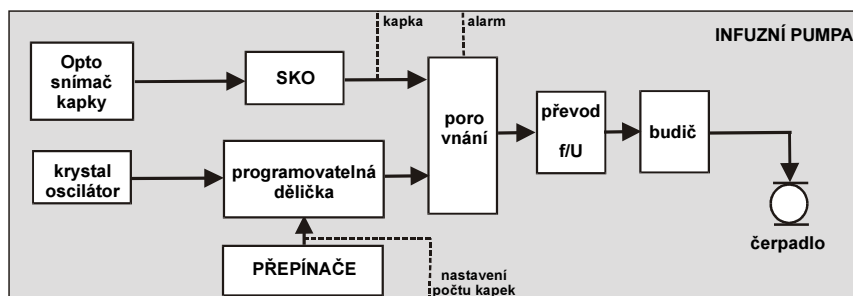 kapka
alarm
INFUZNÍ PUMPA
Opto
snímač
kapky
SKO
poro
vnání
převod
f/U
budič
krystal
oscilátor
programovatelná
dělička
čerpadlo
PŘEPÍNAČE
nastavení
počtu kapek